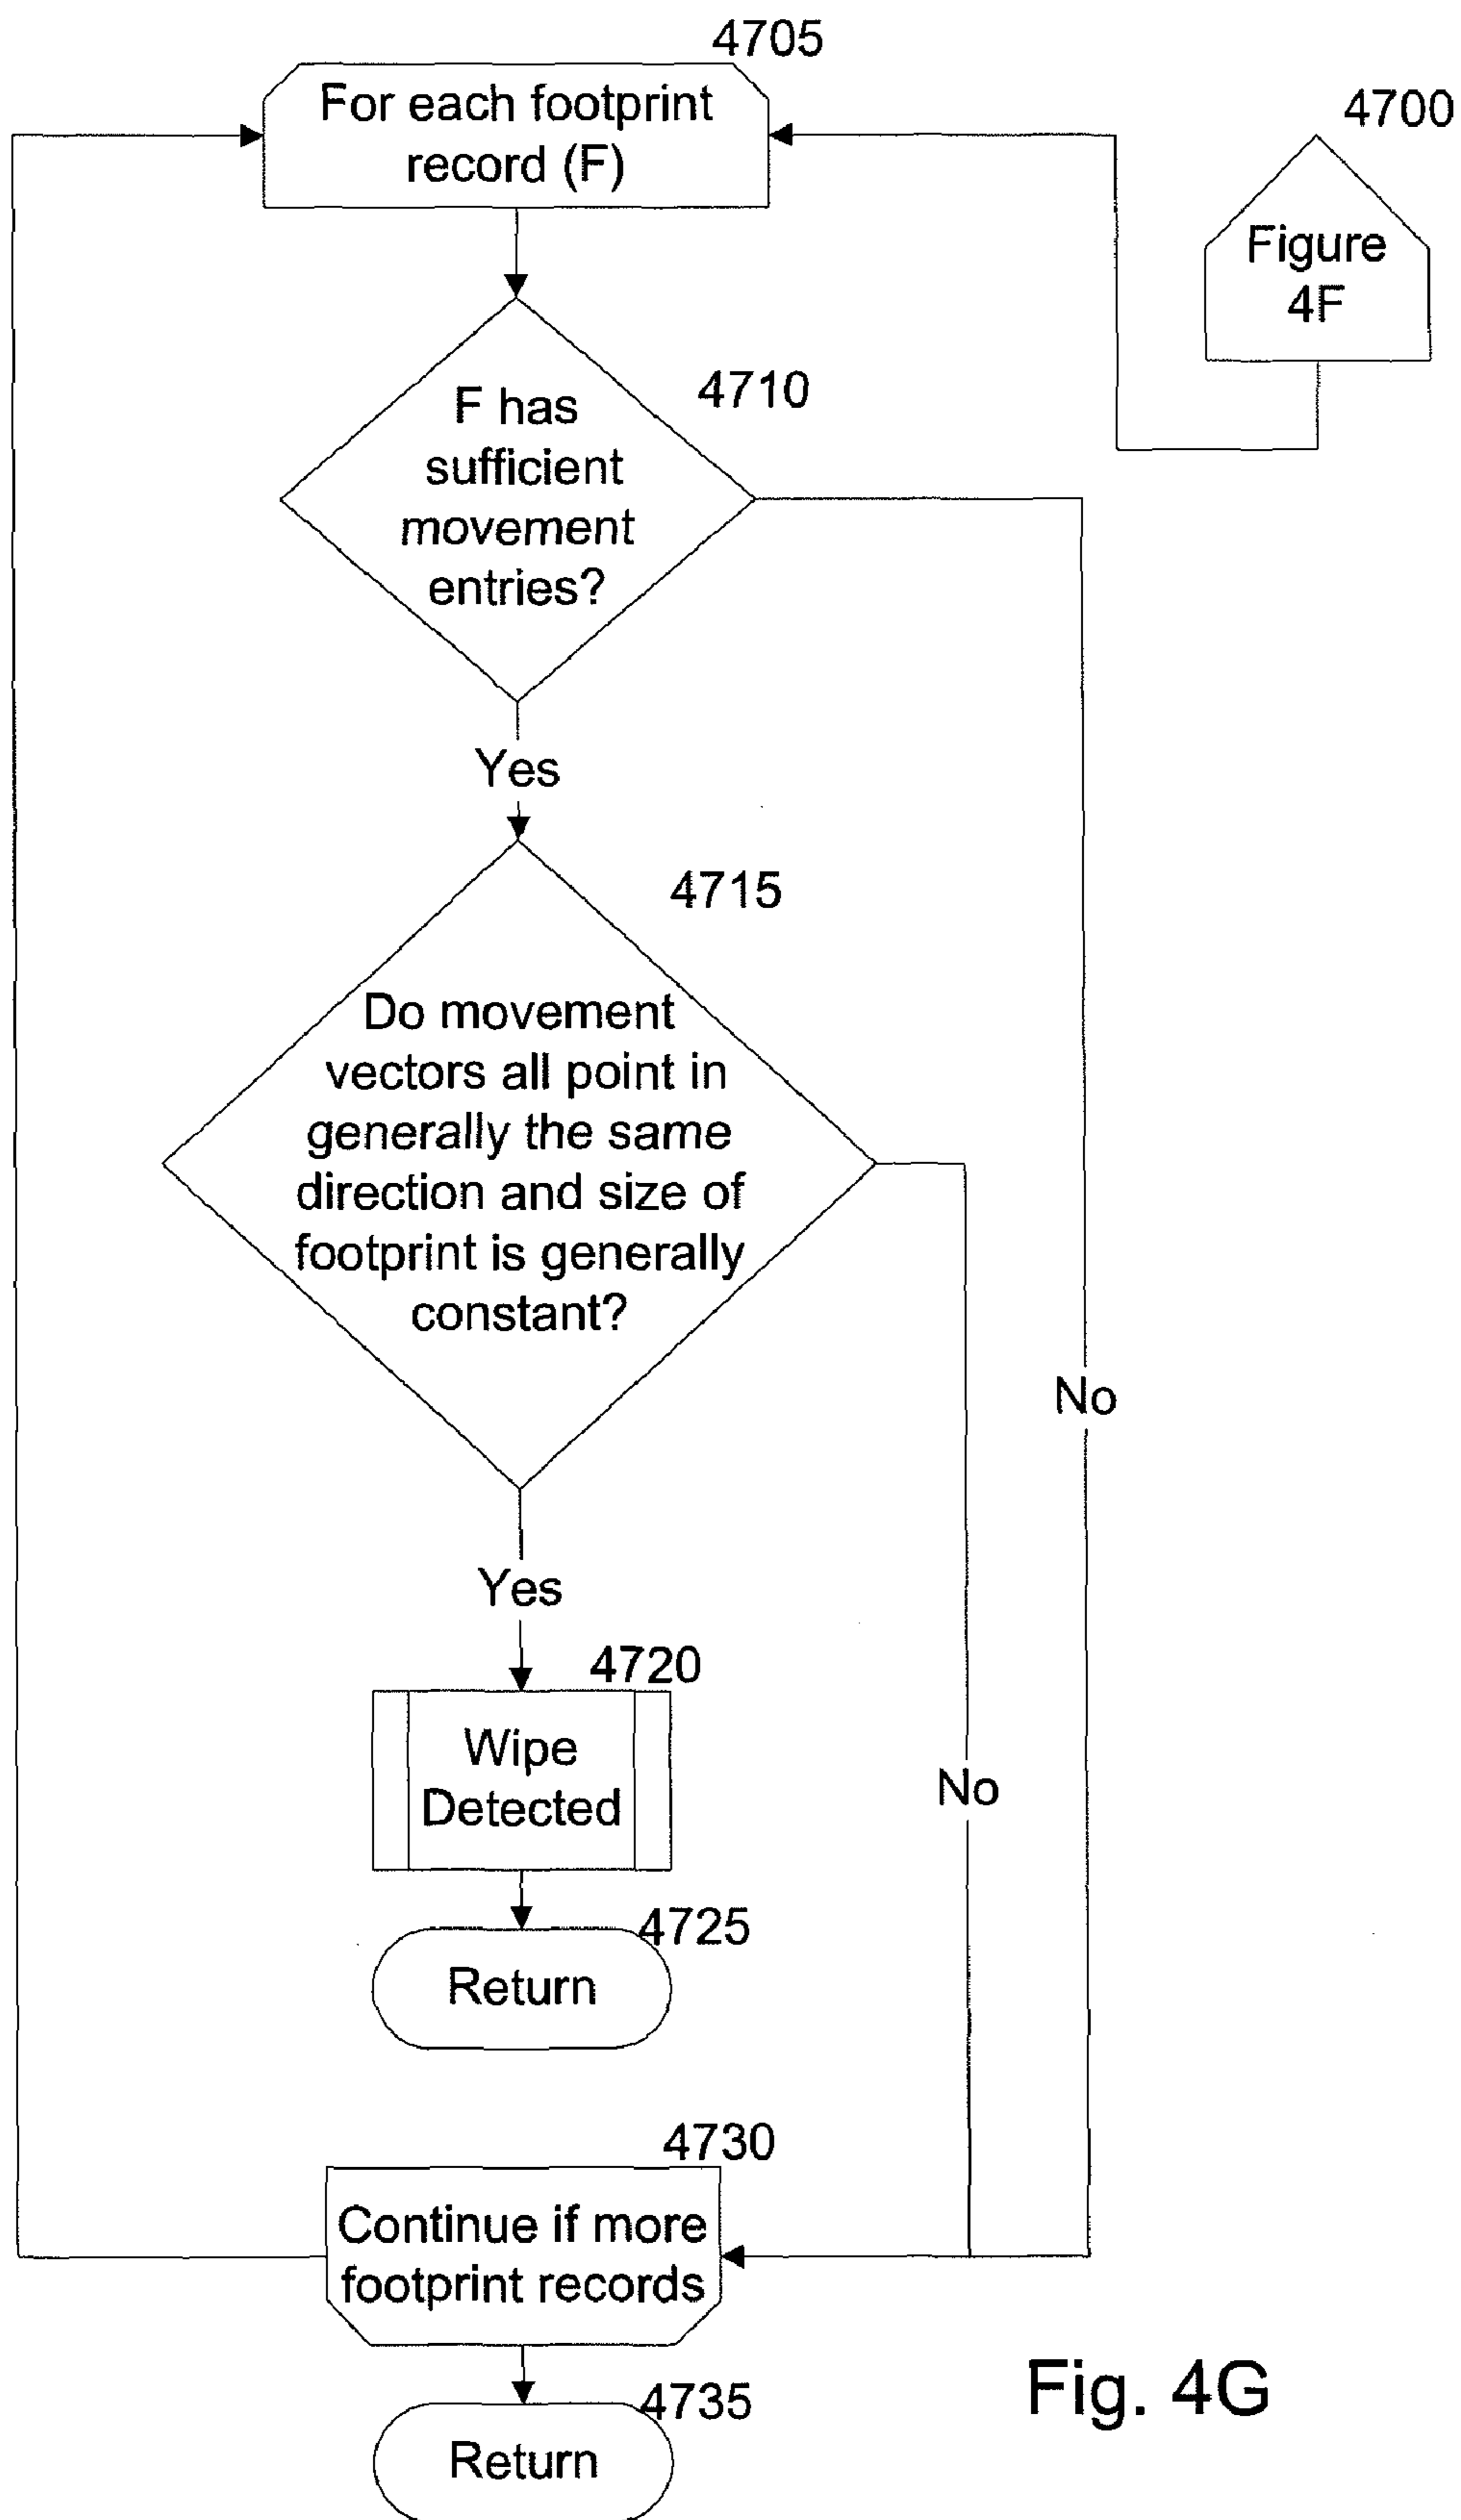 4705
For each footprint
record (F)
4700
Figure
4F
4710
F has
sufficient
movement
entries?
Yes
4715
Do movement
vectors all point in
generally the same
direction and size of
footprint is generally
constant?
No
Yes
4720
Wipe
Detected
No
4725
Return
4730
Continue if more
footprint records
4735
Return
Fig. 4G